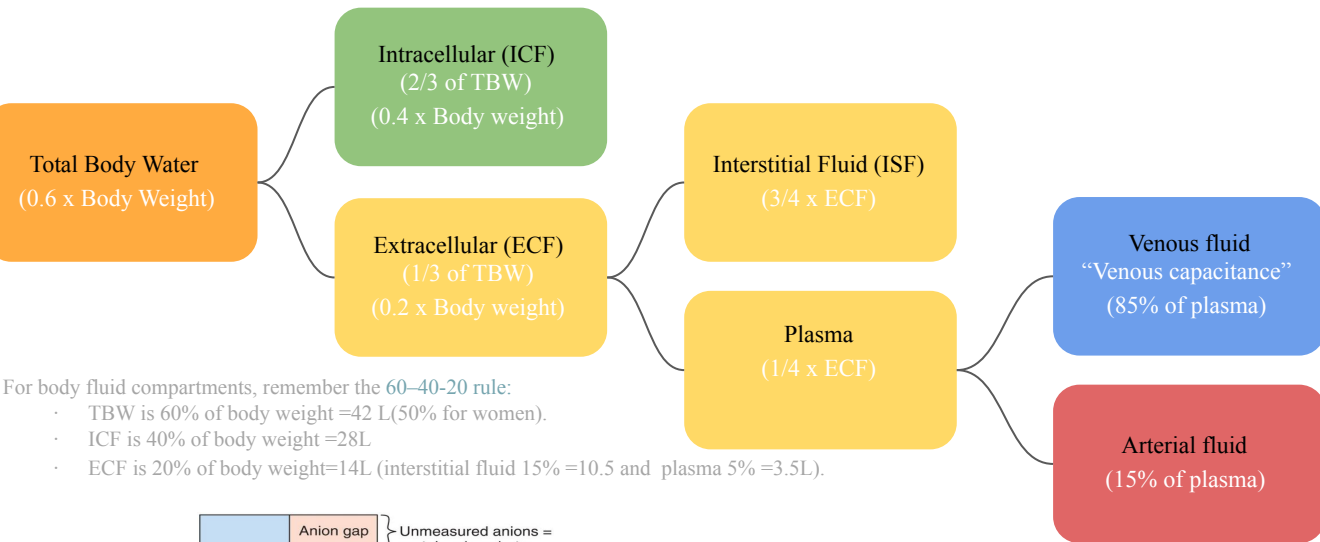 Intracellular (ICF)
(2/3 of TBW)
(0.4 x Body weight)
Total Body Water
(0.6 x Body Weight)
Interstitial Fluid (ISF)
(3/4 x ECF)
Extracellular (ECF)
(1/3 of TBW)
(0.2 x Body weight)
Venous fluid
“Venous capacitance”
(85% of plasma)
Plasma
(1/4 x ECF)
Arterial fluid
(15% of plasma)
For body fluid compartments, remember the 60–40-20 rule:
· TBW is 60% of body weight =42 L(50% for women).
· ICF is 40% of body weight =28L
· ECF is 20% of body weight=14L (interstitial fluid 15% =10.5 and plasma 5% =3.5L).
Anion gap
Unmeasured anions =